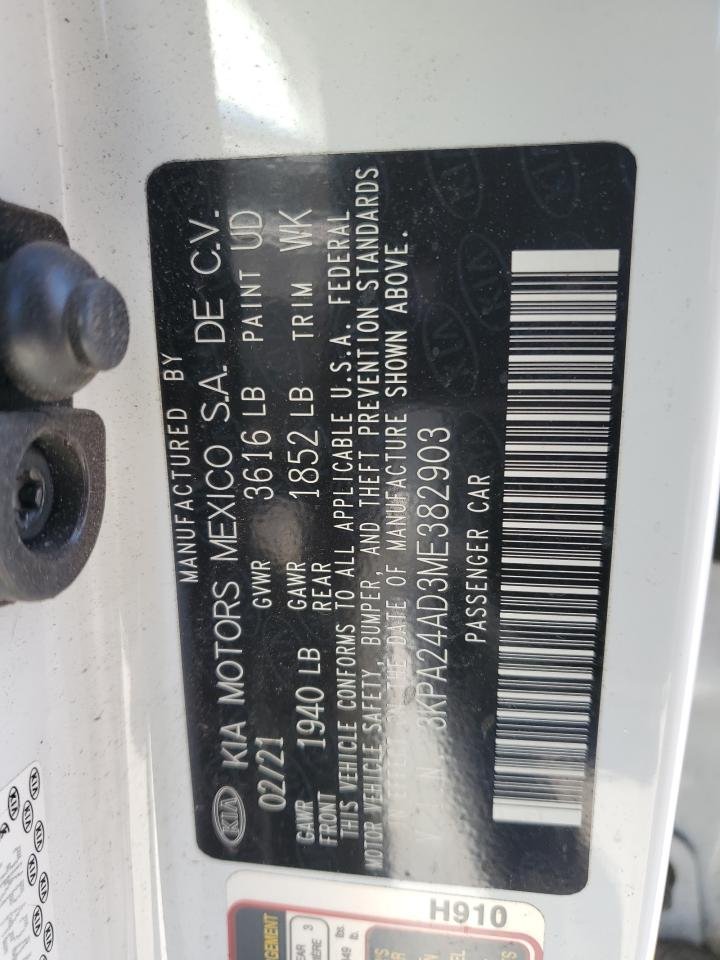 MANUFACTURED BY
KIA KIA MOTORS MEXICO S.A. DE C.V.
02/21 GVWR 3616 LB PAINT UD
GAWR FRONT 1940 LB GAWR REAR 1852 LB TRIM WK
THIS VEHICLE CONFORMS TO ALL APPLICABLE U.S.A. FEDERAL
MOTOR VEHICLE SAFETY, BUMPER, AND THEFT PREVENTION STANDARDS
IN EFFECT ON THE DATE OF MANUFACTURE SHOWN ABOVE.
V I N 3KPA24AD3ME382903
PASSENGER CAR
H910